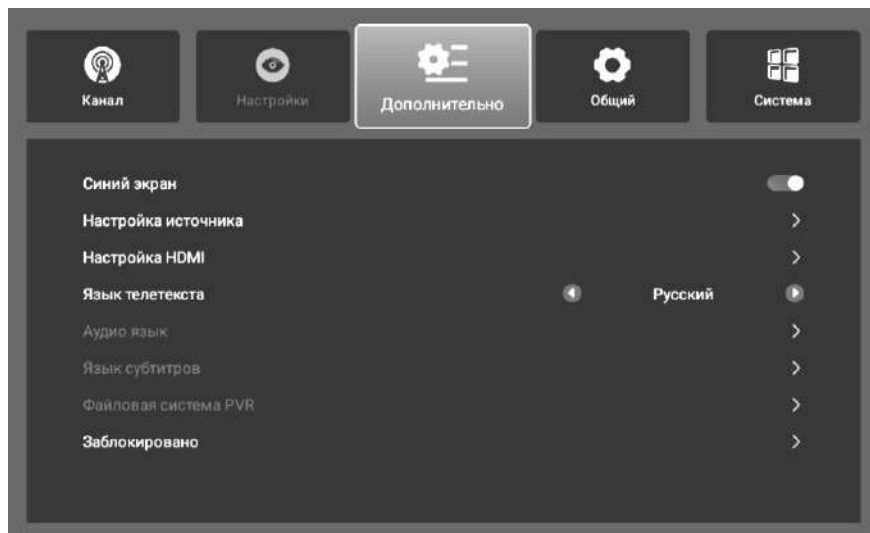 Канал
Настройки
Дополнительно
Общий
Система
Синий экран
Настройка источника
Настройка HDMI
Язык телетекста Русский
Аудио язык
Язык субтитров
Файловая система PVR
Заблокировано